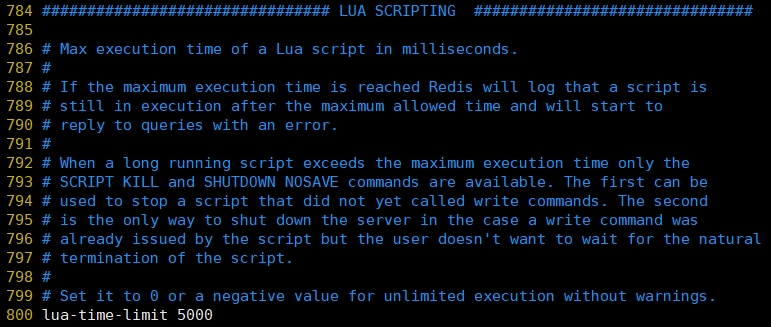 784 ################################ LUA SCRIPTING  ###############################
785
786 # Max execution time of a Lua script in milliseconds.
787 #
788 # If the maximum execution time is reached Redis will log that a script is
789 # still in execution after the maximum allowed time and will start to
790 # reply to queries with an error.
791 #
792 # When a long running script exceeds the maximum execution time only the
793 # SCRIPT KILL and SHUTDOWN NOSAVE commands are available. The first can be
794 # used to stop a script that did not yet called write commands. The second
795 # is the only way to shut down the server in the case a write command was
796 # already issued by the script but the user doesn't want to wait for the natural
797 # termination of the script.
798 #
799 # Set it to 0 or a negative value for unlimited execution without warnings.
800 lua-time-limit 5000